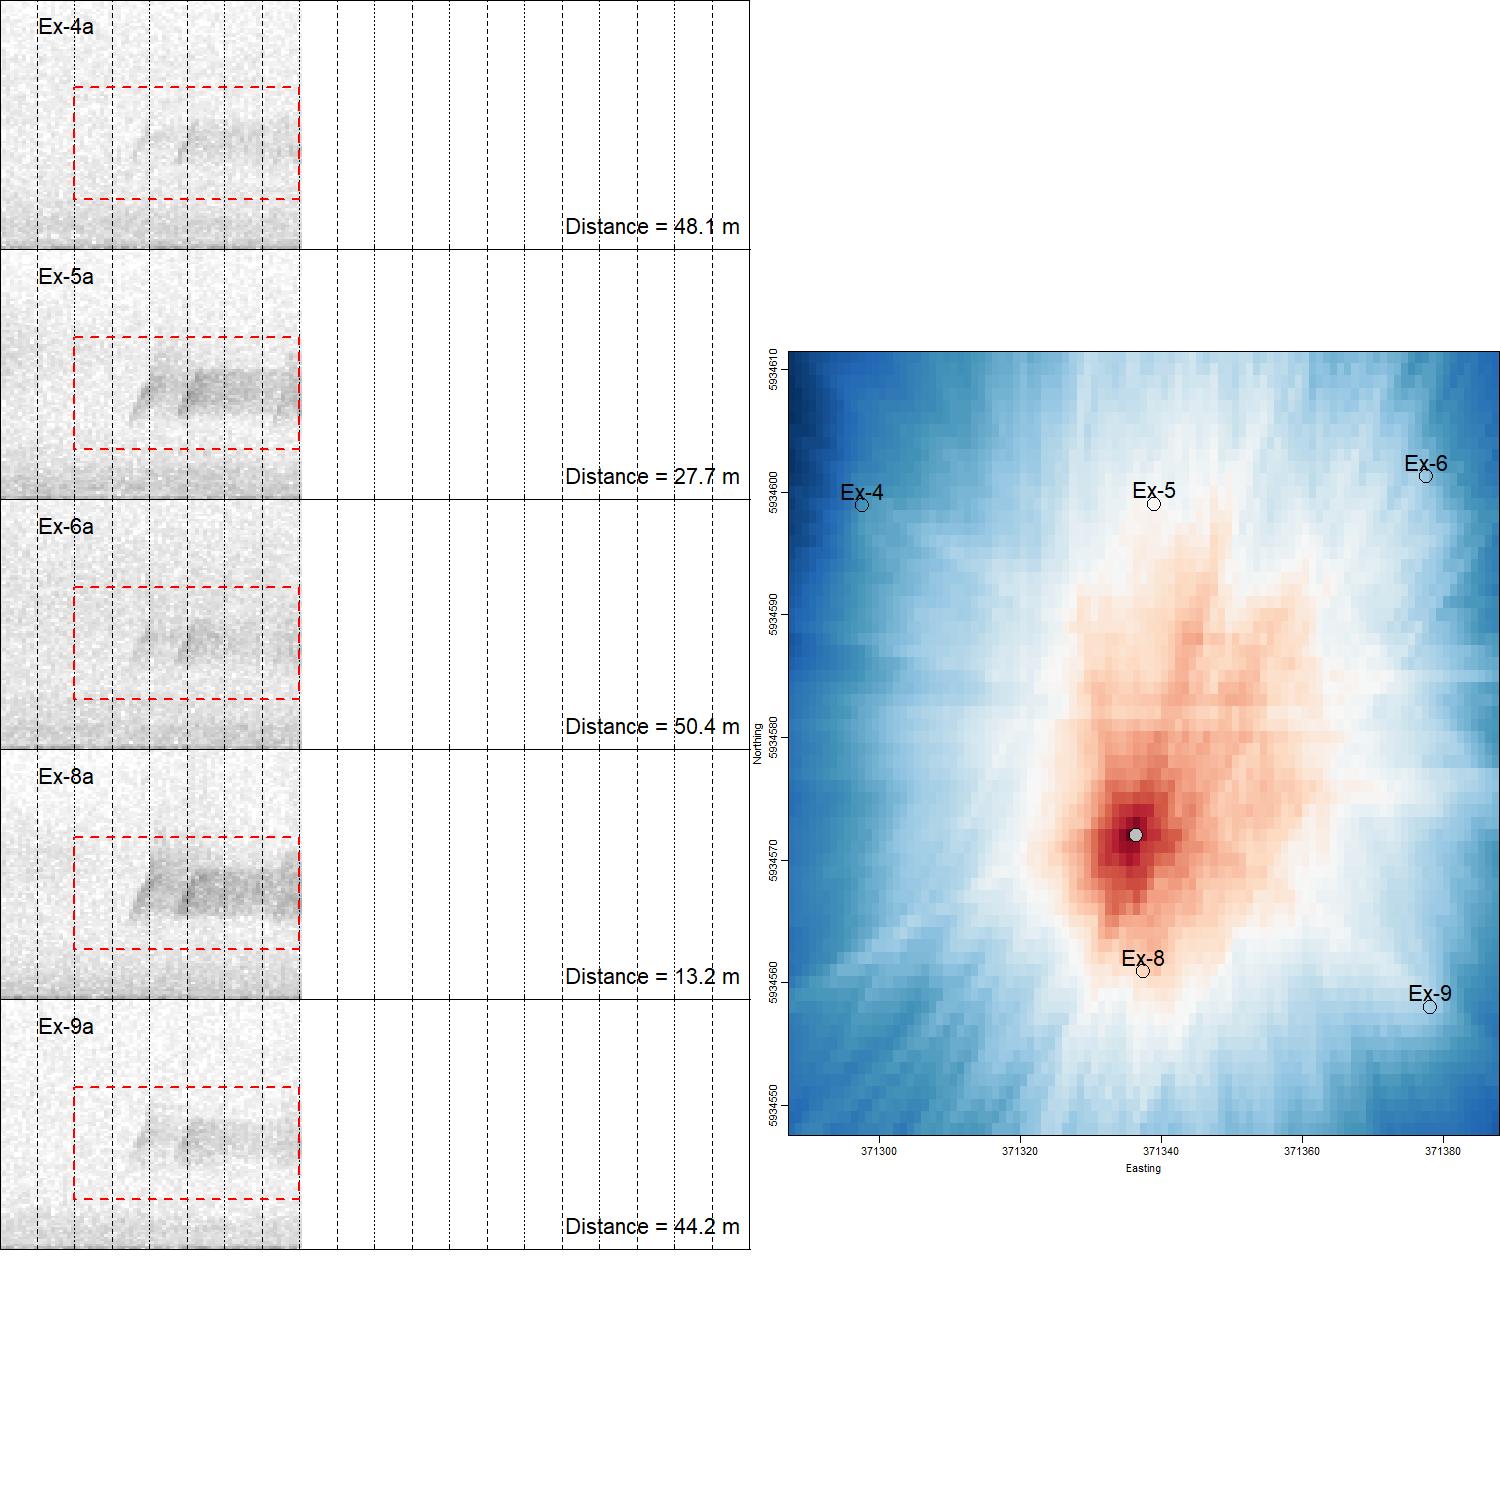 Ex-4a
Distance = 48.1 m
Ex-5a
Distance = 27.7 m
Ex-6a
Distance = 50.4 m
Ex-8a
Distance = 13.2 m
Ex-9a
Distance = 44.2 m
Northing
5934610
5934600
5934590
5934580
5934570
5934560
5934550
Ex-4
Ex-5
Ex-6
Ex-8
Ex-9
371300
371320
371340
371360
371380
Easting